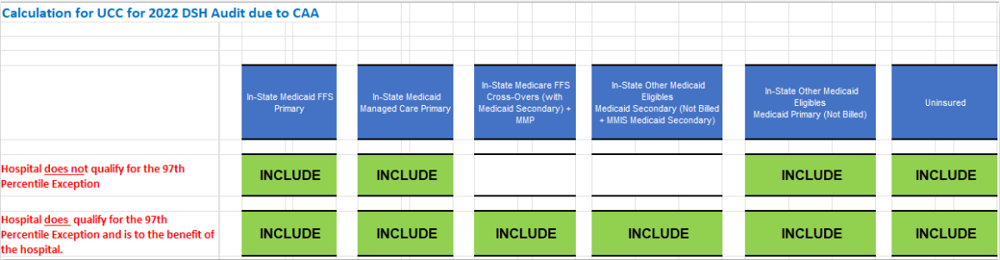 Calculation for UCC for 2022 DSH Audit due to CAA
In-State Medicaid FFS
Primary
In-State Medicaid
Managed Care Primary
In-State Medicare FFS
Cross-Overs (with
Medicaid Secondary) +
MMP
In-State Other Medicaid
Eligibles
Medicaid Secondary (Not Billed
+ MMIS Medicaid Secondary)
In-State Other Medicaid
Eligibles
Medicaid Primary (Not Billed)
Uninsured
Hospital does not qualify for the 97th
Percentile Exception
INCLUDE
INCLUDE
INCLUDE
INCLUDE
Hospital does qualify for the 97th
Percentile Exception and is to the benefit of
the hospital.
INCLUDE
INCLUDE
INCLUDE
INCLUDE
INCLUDE
INCLUDE